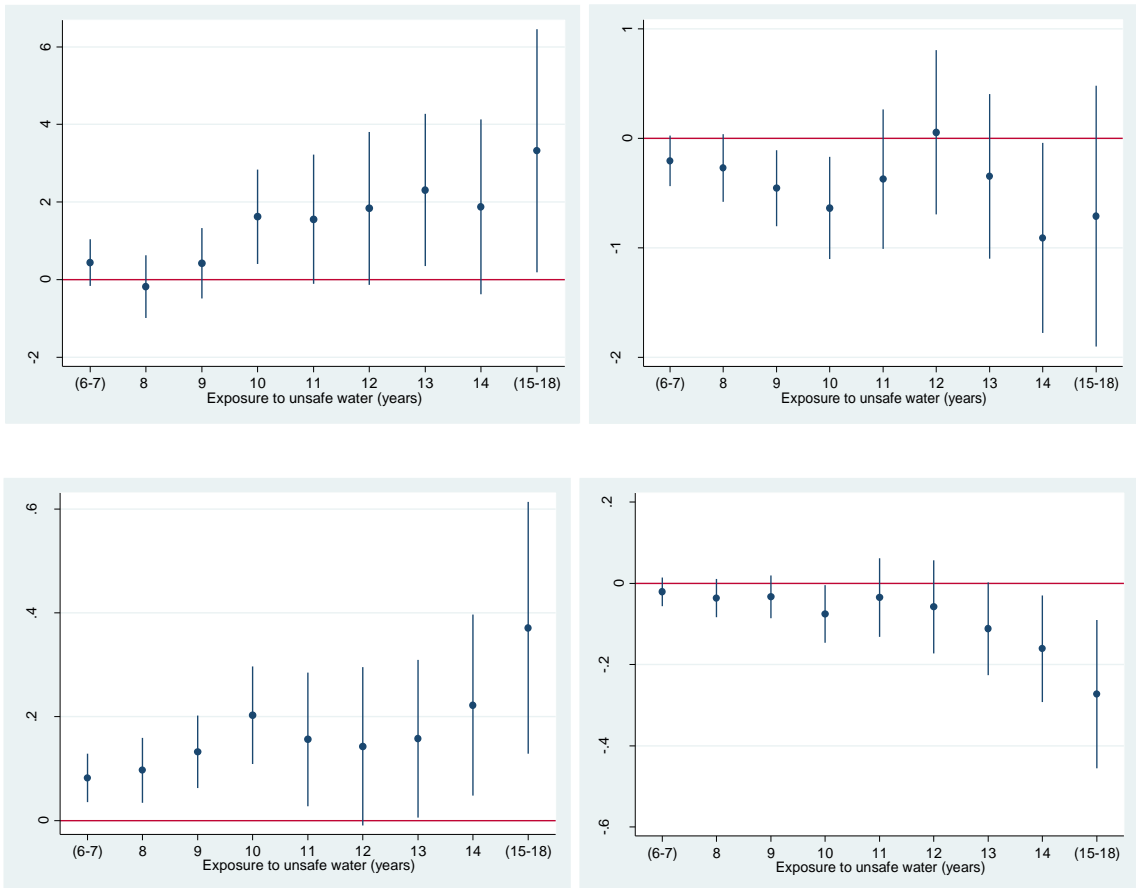 6
4
2
0
-2
(6-7) 8 9 10 11 12 13 14 (15-18)
Exposure to unsafe water (years)
1
0
-1
-2
(6-7) 8 9 10 11 12 13 14 (15-18)
Exposure to unsafe water (years)
.6
.4
.2
0
(6-7) 8 9 10 11 12 13 14 (15-18)
Exposure to unsafe water (years)
.2
0
-.2
-.4
-.6
(6-7) 8 9 10 11 12 13 14 (15-18)
Exposure to unsafe water (years)